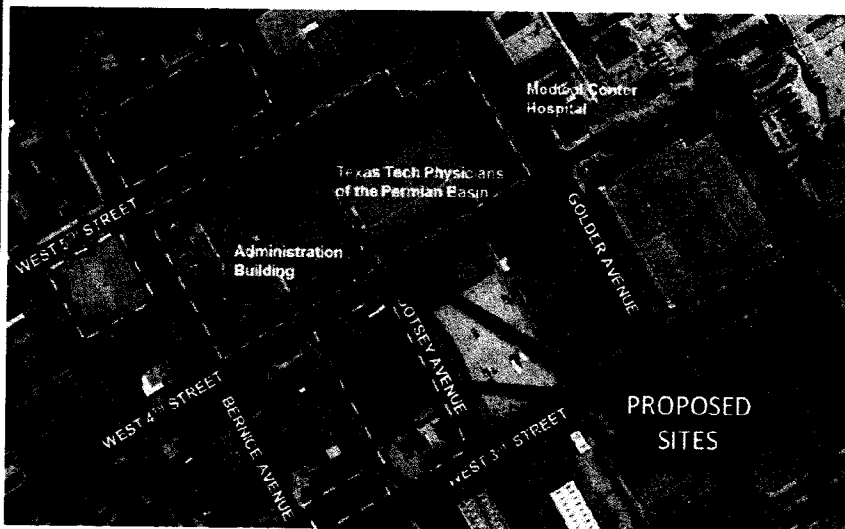 Medical Center
Hospital
Texas Tech Physicians
of the Permian Basin
WEST 5TH STREET
GOLDER AVENUE
Administration
Building
DOTSEY AVENUE
WEST 4TH STREET
BERNICE AVENUE
PROPOSED
SITES
WEST 3RD STREET